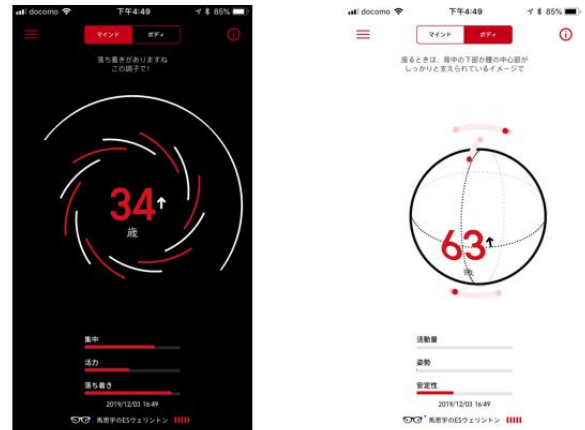 docomo 下午4:49 85%
マインド ボディ
落ち着きがありますね
この調子で!
34
歳
集中
活力
落ち着き
2019/12/03 16:49
馬思宇のESウェリントン
docomo 下午4:49 85%
マインド ボディ
座るときは、背中の下部か腰の中心部が
しっかりと支えられているイメージで
63
歳
活動量
姿勢
安定性
2019/12/03 16:49
馬思宇のESウェリントン